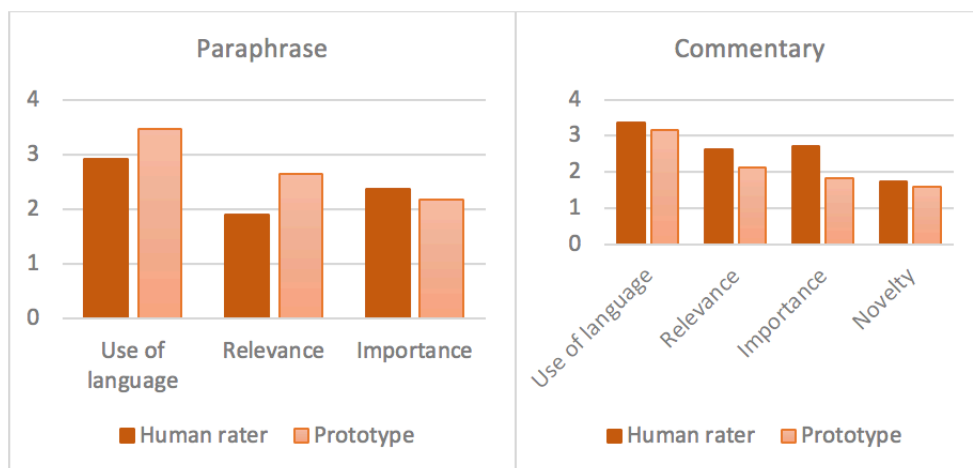 Paraphrase
4
3
2
1
0
Use of
language
Relevance
Importance
Human rater
Prototype
Commentary
4
3
2
1
0
Use of language
Relevance
Importance
Novelty
Human rater
Prototype